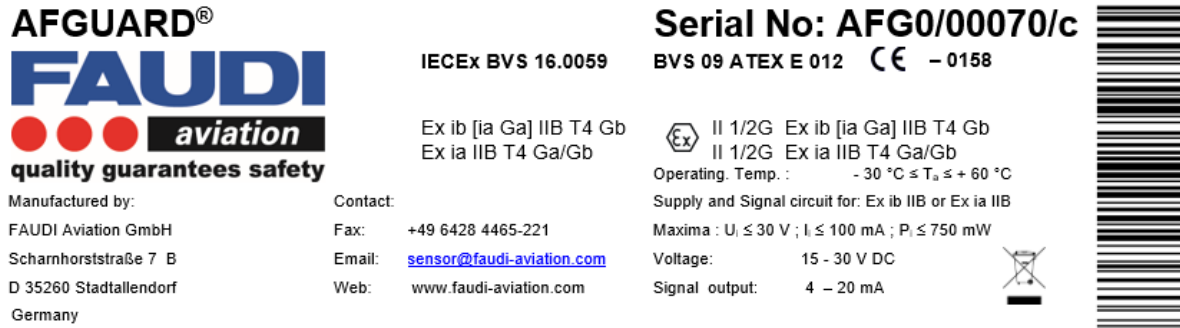 AFGUARD®
FAUDI
aviation
quality guarantees safety
Serial No: AFG0/00070/c
IECEx BVS 16.0059
BVS 09 ATEX E 012 CE – 0158
Ex ib [ia Ga] IIB T4 Gb
Ex ia IIB T4 Ga/Gb
Ex II 1/2G Ex ib [ia Ga] IIB T4 Gb
II 1/2G Ex ia IIB T4 Ga/Gb
Operating. Temp. : - 30 °C ≤ Ta ≤ + 60 °C
Manufactured by:
FAUDI Aviation GmbH
Scharnhorststraße 7 B
D 35260 Stadtallendorf
Germany
Contact:
Fax: +49 6428 4465-221
Email: sensor@faudi-aviation.com
Web: www.faudi-aviation.com
Supply and Signal circuit for: Ex ib IIB or Ex ia IIB
Maxima : Ui ≤ 30 V ; Ii ≤ 100 mA ; Pi ≤ 750 mW
Voltage: 15 - 30 V DC
Signal output: 4 – 20 mA